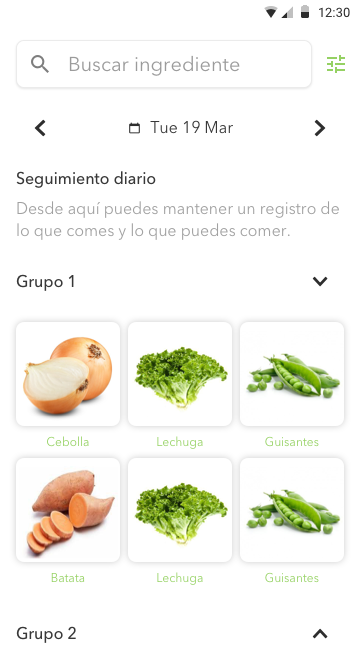 12:30
Buscar ingrediente
Tue 19 Mar
Seguimiento diario
Desde aquí puedes mantener un registro de
lo que comes y lo que puedes comer.
Grupo 1
Cebolla Lechuga Guisantes
Batata Lechuga Guisantes
Grupo 2